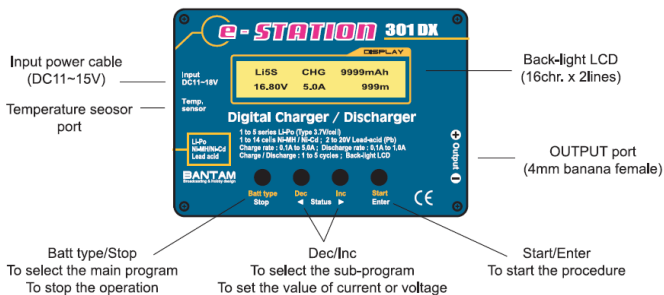 e - STATION 301 DX
DISPLAY
Li5S CHG 9999mAh
16.80V 5.0A 999m
Input power cable
(DC11~15V)
Temperature seosor
port
Input
DC11~18V
Temp.
sensor
Back-light LCD
(16chr. x 2lines)
Digital Charger / Discharger
Li-Po
Ni-MH/Ni-Cd
Lead acid
1 to 5 series Li-Po (Type 3.7V/cell)
1 to 14 cells Ni-MH / Ni-Cd ; 2 to 20V Lead-acid (Pb)
Charge rate : 0,1A to 5,0A ; Discharge rate : 0,1A to 1,0A
Charge / Discharge : 1 to 5 cycles ; Back-light LCD
Output
OUTPUT port
(4mm banana female)
BANTAM
Broadcasting & Hobby design
Batt type Dec Inc Start
Stop ◄ Status ► Enter
CE
Batt type/Stop
To select the main program
To stop the operation
Dec/Inc
To select the sub-program
To set the value of current or voltage
Start/Enter
To start the procedure